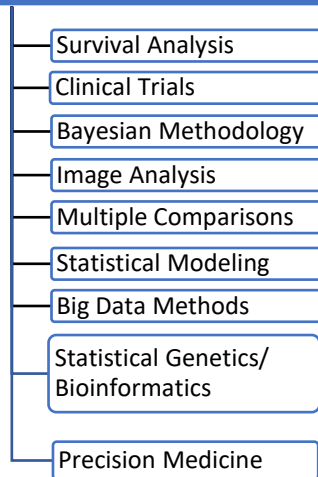 Survival Analysis
Clinical Trials
Bayesian Methodology
Image Analysis
Multiple Comparisons
Statistical Modeling
Big Data Methods
Statistical Genetics/
Bioinformatics
Precision Medicine